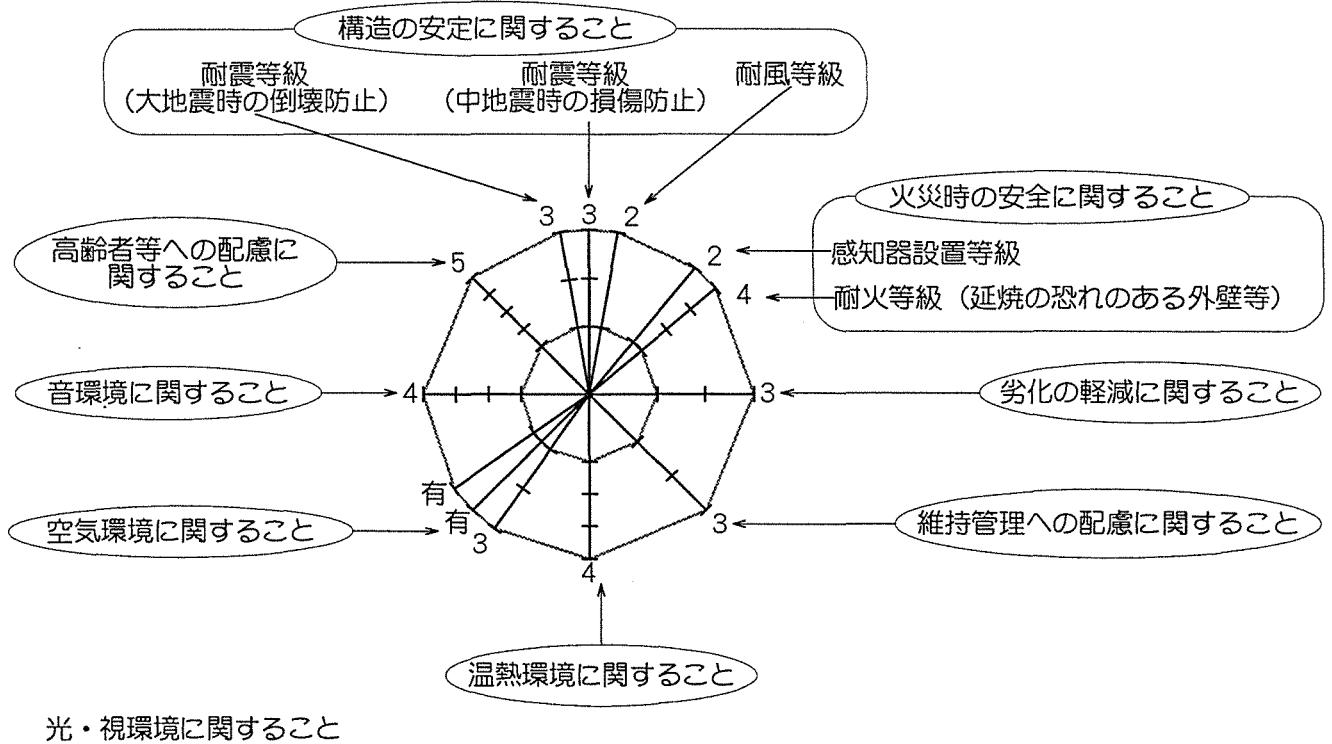 構造の安定に関すること
耐震等級
（大地震時の倒壊防止）
耐震等級
（中地震時の損傷防止）
耐風等級
火災時の安全に関すること
感知器設置等級
耐火等級（延焼の恐れのある外壁等）
高齢者等への配慮に
関すること
3
3
2
2
4
5
音環境に関すること
4
3
劣化の軽減に関すること
有
有
3
4
3
空気環境に関すること
維持管理への配慮に関すること
温熱環境に関すること
光・視環境に関すること